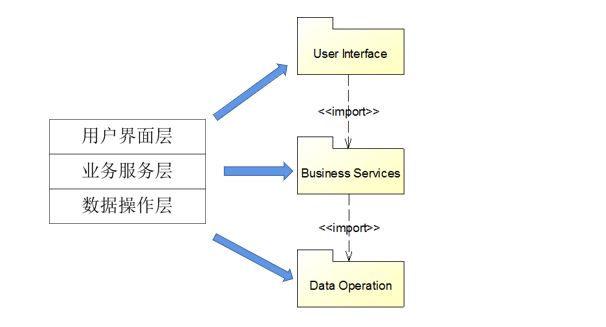 User Interface
<<import>>
用户界面层
业务服务层
数据操作层
Business Services
<<import>>
Data Operation